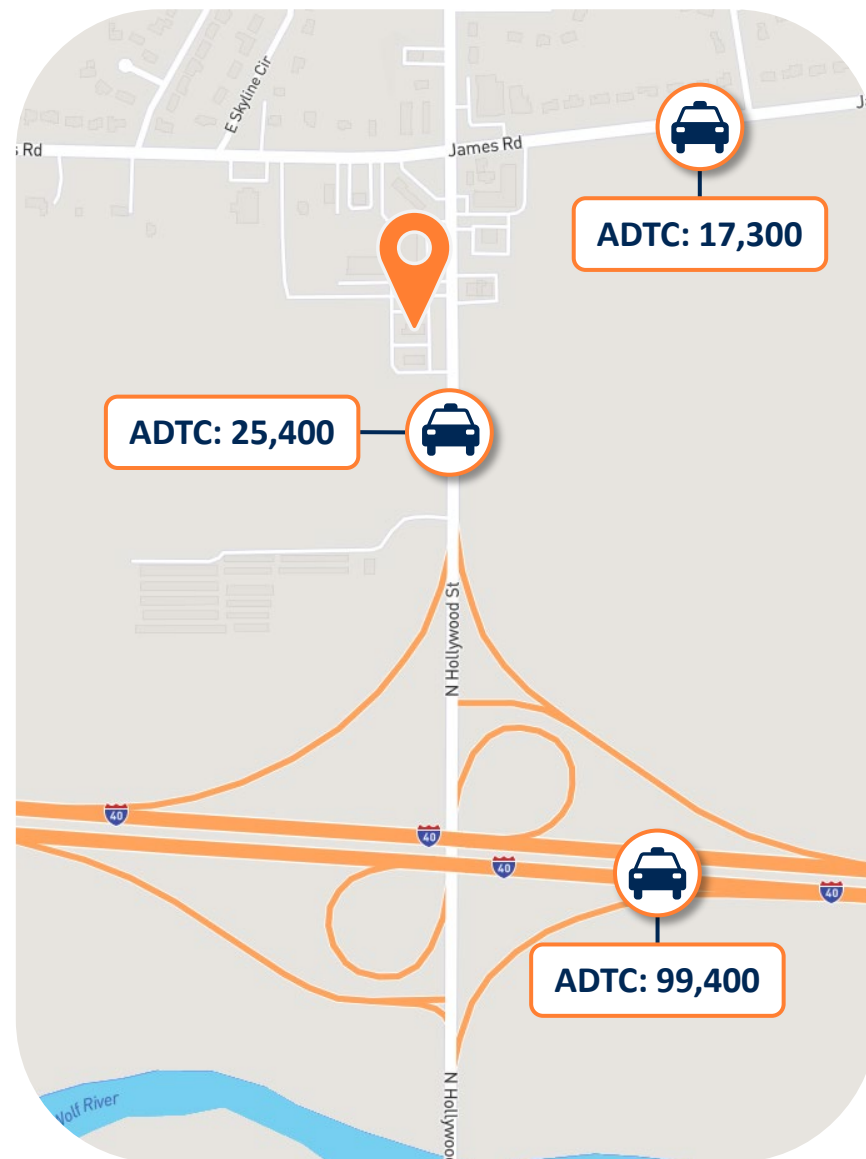 E Skyline Cir
s Rd
James Rd
J
ADTC: 17,300
ADTC: 25,400
N Hollywood St
40
40
40
40
ADTC: 99,400
Wolf River
N Hollywoo